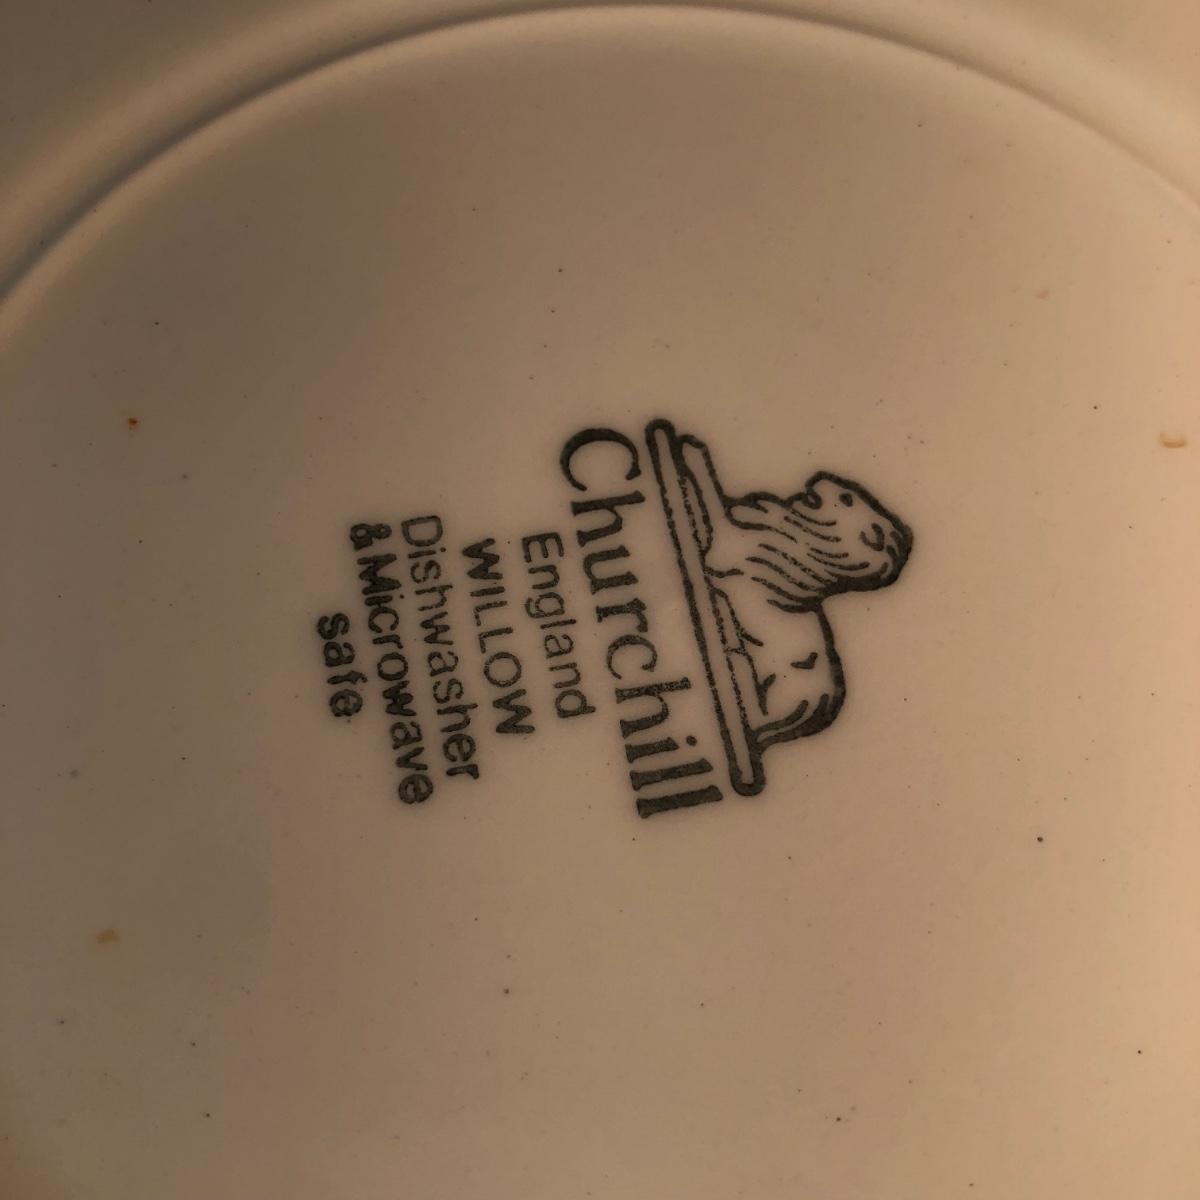 Churchill
England
WILLOW
Dishwasher
& Microwave
safe